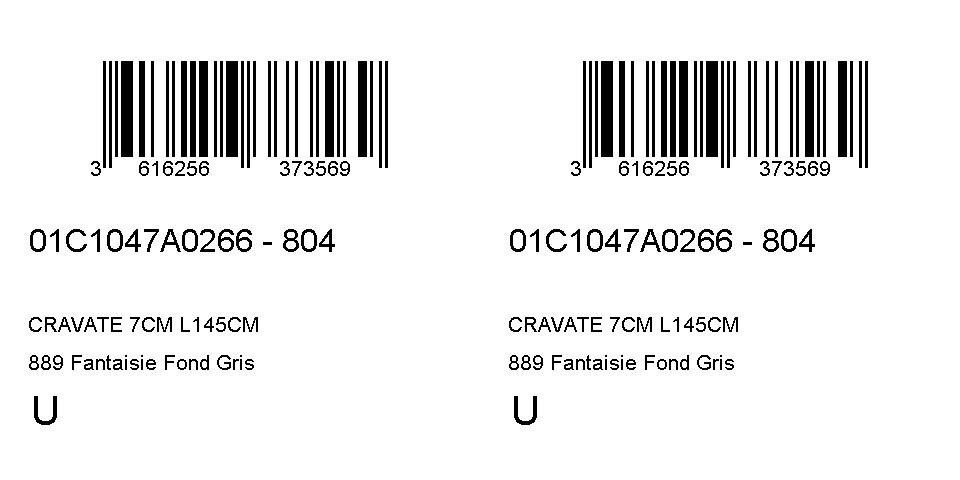 3 616256 373569
01C1047A0266 - 804
CRAVATE 7CM L145CM
889 Fantaisie Fond Gris
U
3 616256 373569
01C1047A0266 - 804
CRAVATE 7CM L145CM
889 Fantaisie Fond Gris
U